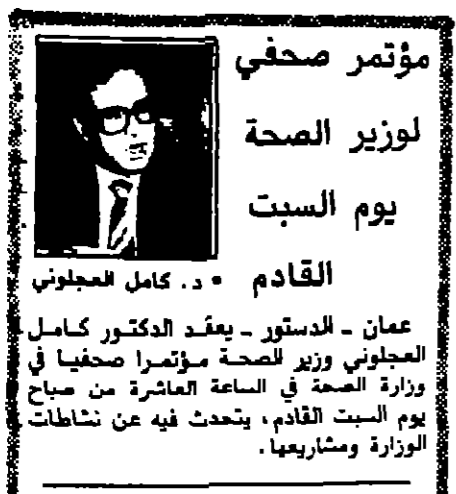 مؤتمر صحفي
لوزير الصحة
يوم السبت
القادم
• د. كامل العجلوني
عمان ـ الدستور ـ يعقد الدكتور كامل
العجلوني وزير الصحة مؤتمرا صحفيا في
وزارة الصحة في الساعة العاشرة من صباح
يوم السبت القادم، يتحدث فيه عن نشاطات
الوزارة ومشاريعها.